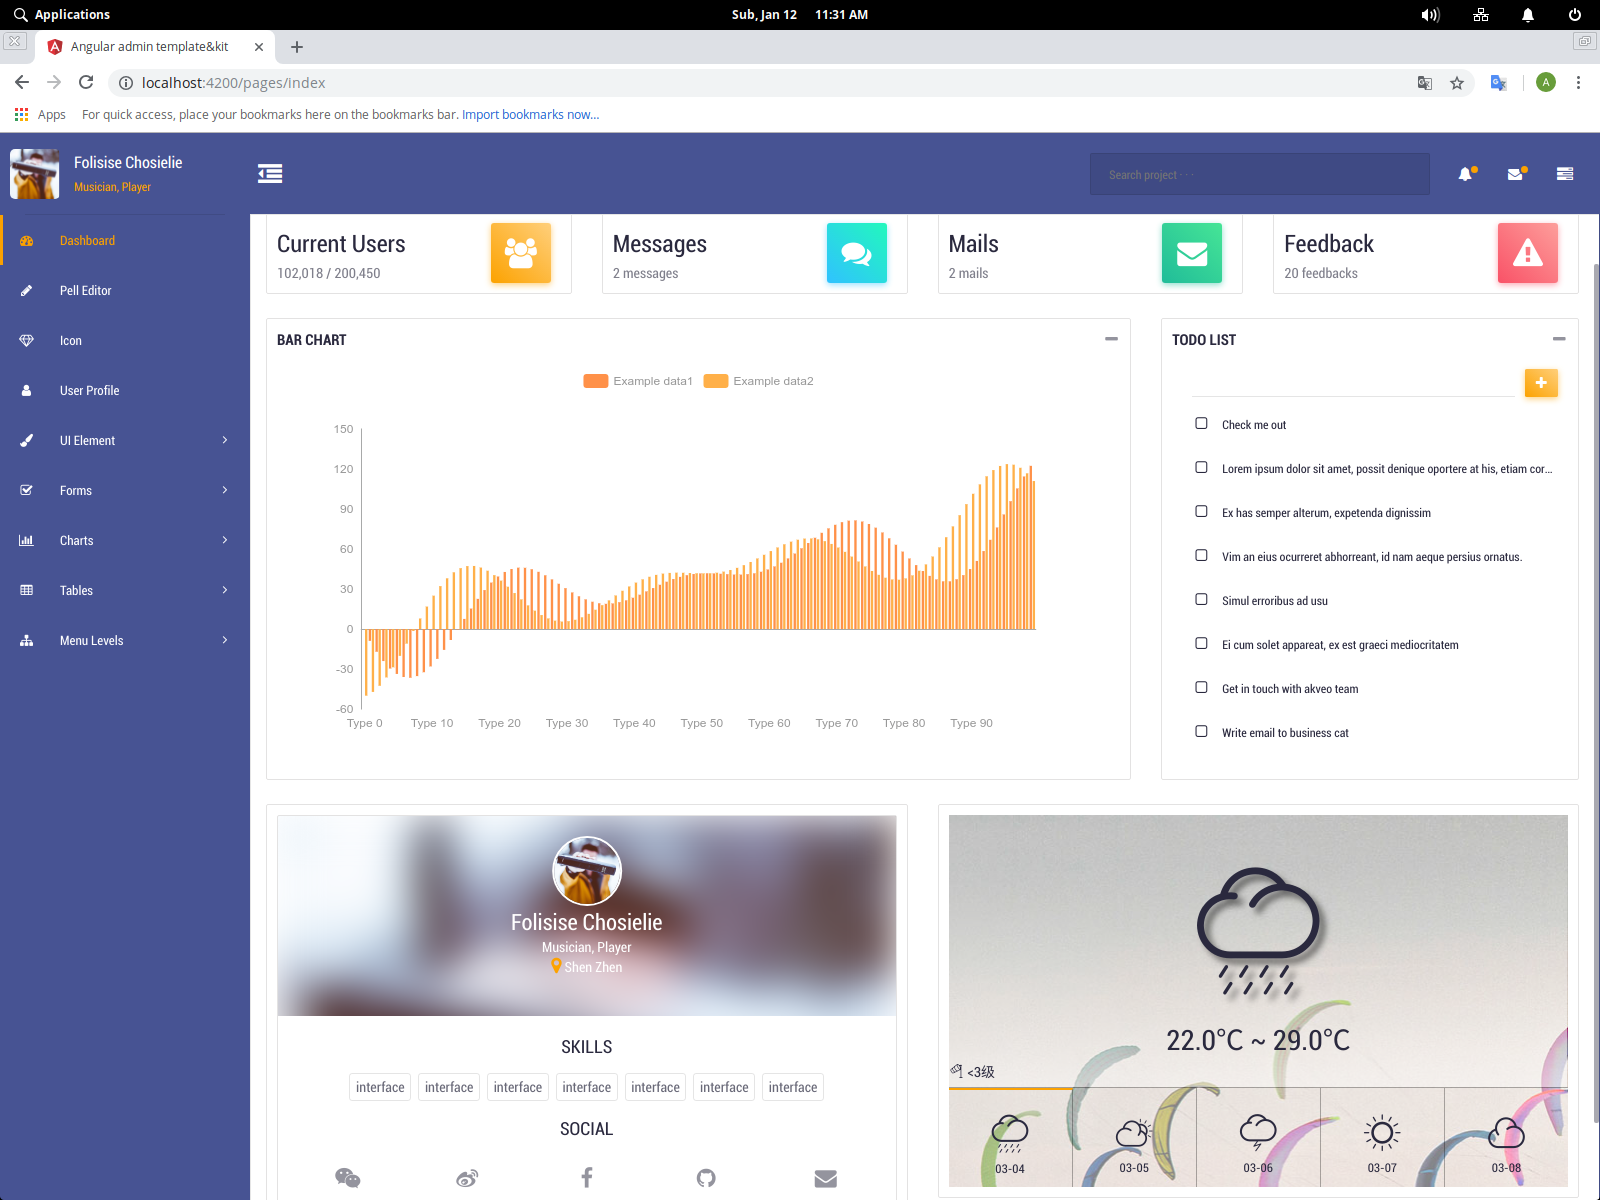 Applications
Sub, Jan 12 11:31 AM
Angular admin template&kit
localhost:4200/pages/index
A
Apps
For quick access, place your bookmarks here on the bookmarks bar. Import bookmarks now...
Folisise Chosielie
Musician, Player
Search project · · ·
Dashboard
Pell Editor
Icon
User Profile
UI Element
Forms
Charts
Tables
Menu Levels
Current Users
102,018 / 200,450
Messages
2 messages
Mails
2 mails
Feedback
20 feedbacks
BAR CHART
Example data1 Example data2
150
120
90
60
30
0
-30
-60
Type 0 Type 10 Type 20 Type 30 Type 40 Type 50 Type 60 Type 70 Type 80 Type 90
TODO LIST
+
Check me out
Lorem ipsum dolor sit amet, possit denique oportere at his, etiam cor...
Ex has semper alterum, expetenda dignissim
Vim an eius ocurreret abhorreant, id nam aeque persius ornatus.
Simul erroribus ad usu
Ei cum solet appareat, ex est graeci mediocritatem
Get in touch with akveo team
Write email to business cat
Folisise Chosielie
Musician, Player
Shen Zhen
SKILLS
interface interface interface interface interface interface interface
SOCIAL
22.0°C ~ 29.0°C
<3级
03-04 03-05 03-06 03-07 03-08